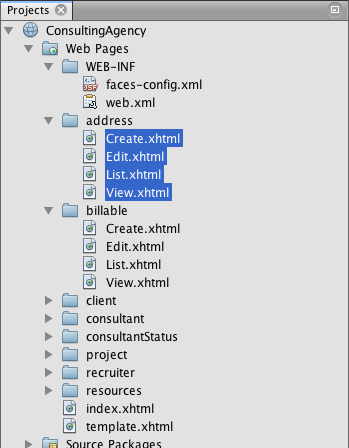 Projects
ConsultingAgency
Web Pages
WEB-INF
faces-config.xml
web.xml
address
Create.xhtml
Edit.xhtml
List.xhtml
View.xhtml
billable
Create.xhtml
Edit.xhtml
List.xhtml
View.xhtml
client
consultant
consultantStatus
project
recruiter
resources
index.xhtml
template.xhtml
Source Packages